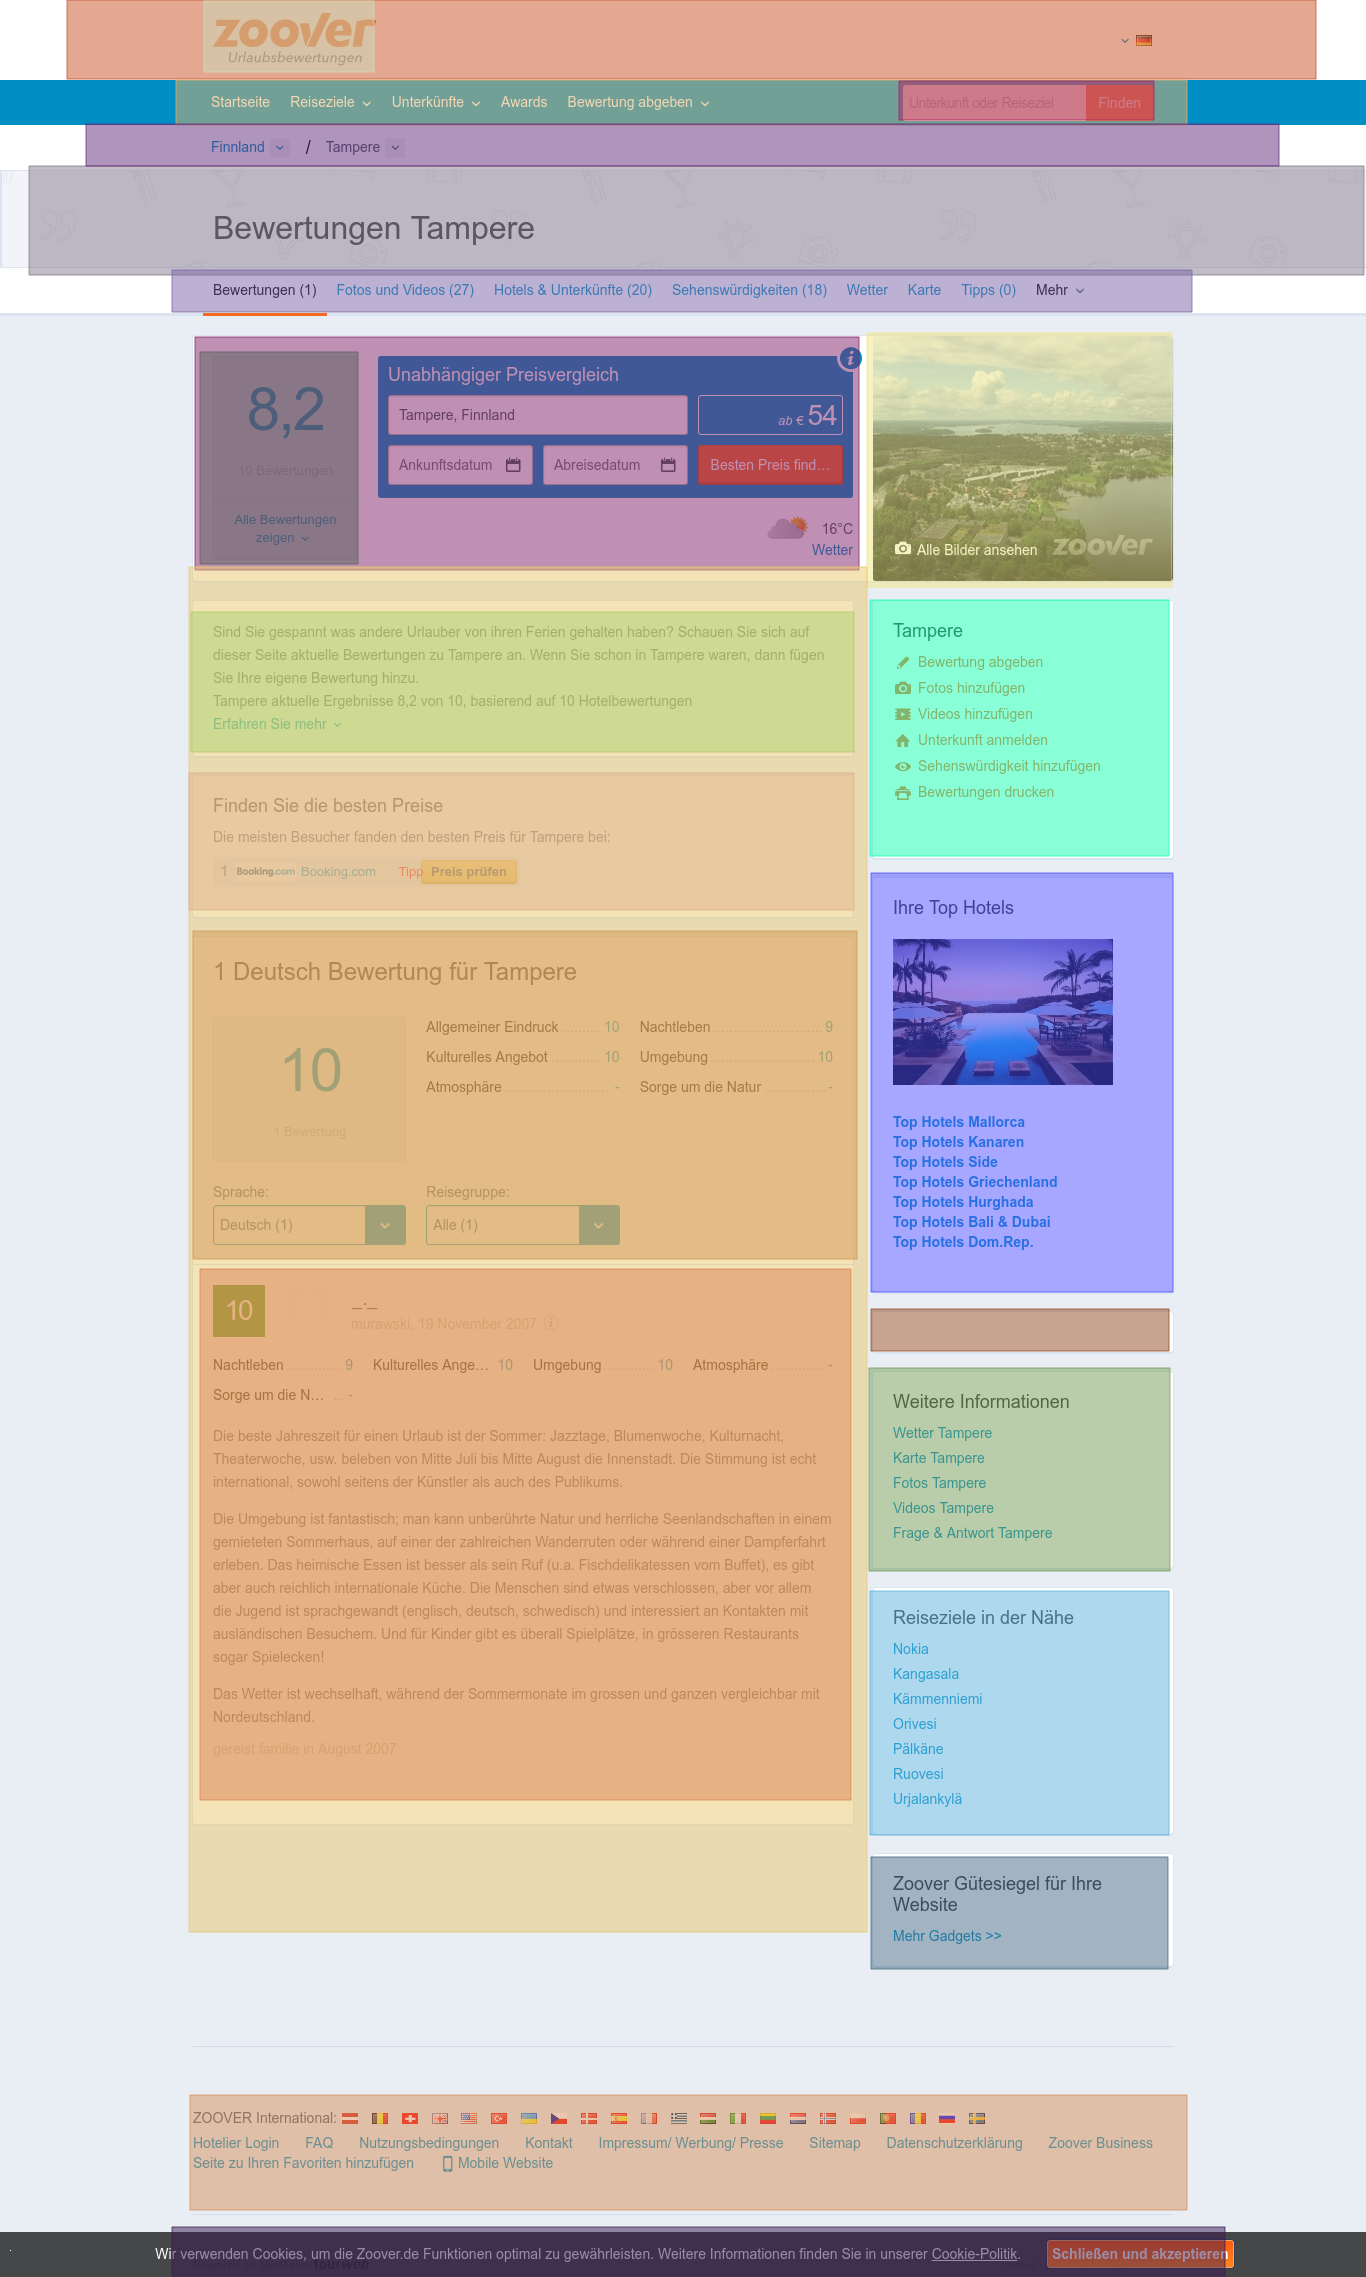 zoover
Urlaubsbewertungen
Startseite Reiseziele Unterkünfte Awards Bewertung abgeben Unterkunft oder Reiseziel Finden
Finnland / Tampere
Bewertungen Tampere
Bewertungen (1) Fotos und Videos (27) Hotels & Unterkünfte (20) Sehenswürdigkeiten (18) Wetter Karte Tipps (0) Mehr
8,2
10 Bewertungen
Alle Bewertungen
zeigen
Unabhängiger Preisvergleich
Tampere, Finnland ab € 54
Ankunftsdatum Abreisedatum Besten Preis find...
16°C
Wetter
Alle Bilder ansehen zoover
Sind Sie gespannt was andere Urlauber von ihren Ferien gehalten haben? Schauen Sie sich auf
dieser Seite aktuelle Bewertungen zu Tampere an. Wenn Sie schon in Tampere waren, dann fügen
Sie Ihre eigene Bewertung hinzu.
Tampere aktuelle Ergebnisse 8,2 von 10, basierend auf 10 Hotelbewertungen
Erfahren Sie mehr
Finden Sie die besten Preise
Die meisten Besucher fanden den besten Preis für Tampere bei:
1 Booking.com Booking.com Tipp Preis prüfen
1 Deutsch Bewertung für Tampere
10
1 Bewertung
Allgemeiner Eindruck 10 Nachtleben 9
Kulturelles Angebot 10 Umgebung 10
Atmosphäre - Sorge um die Natur -
Sprache: Reisegruppe:
Deutsch (1) Alle (1)
10
_._
murawski, 19 November 2007
Nachtleben 9 Kulturelles Ange... 10 Umgebung 10 Atmosphäre -
Sorge um die N... -
Die beste Jahreszeit für einen Urlaub ist der Sommer: Jazztage, Blumenwoche, Kulturnacht,
Theaterwoche, usw. beleben von Mitte Juli bis Mitte August die Innenstadt. Die Stimmung ist echt
international, sowohl seitens der Künstler als auch des Publikums.
Die Umgebung ist fantastisch; man kann unberührte Natur und herrliche Seenlandschaften in einem
gemieteten Sommerhaus, auf einer der zahlreichen Wanderruten oder während einer Dampferfahrt
erleben. Das heimische Essen ist besser als sein Ruf (u.a. Fischdelikatessen vom Buffet), es gibt
aber auch reichlich internationale Küche. Die Menschen sind etwas verschlossen, aber vor allem
die Jugend ist sprachgewandt (englisch, deutsch, schwedisch) und interessiert an Kontakten mit
ausländischen Besuchern. Und für Kinder gibt es überall Spielplätze, in grösseren Restaurants
sogar Spielecken!
Das Wetter ist wechselhaft, während der Sommermonate im grossen und ganzen vergleichbar mit
Nordeutschland.
gereist familie in August 2007
Tampere
Bewertung abgeben
Fotos hinzufügen
Videos hinzufügen
Unterkunft anmelden
Sehenswürdigkeit hinzufügen
Bewertungen drucken
Ihre Top Hotels
Top Hotels Mallorca
Top Hotels Kanaren
Top Hotels Side
Top Hotels Griechenland
Top Hotels Hurghada
Top Hotels Bali & Dubai
Top Hotels Dom.Rep.
Weitere Informationen
Wetter Tampere
Karte Tampere
Fotos Tampere
Videos Tampere
Frage & Antwort Tampere
Reiseziele in der Nähe
Nokia
Kangasala
Kämmenniemi
Orivesi
Pälkäne
Ruovesi
Urjalankylä
Zoover Gütesiegel für Ihre
Website
Mehr Gadgets >>
ZOOVER International:
Hotelier Login FAQ Nutzungsbedingungen Kontakt Impressum/ Werbung/ Presse Sitemap Datenschutzerklärung Zoover Business
Seite zu Ihren Favoriten hinzufügen Mobile Website
Wir verwenden Cookies, um die Zoover.de Funktionen optimal zu gewährleisten. Weitere Informationen finden Sie in unserer Cookie-Politik. Schließen und akzeptieren